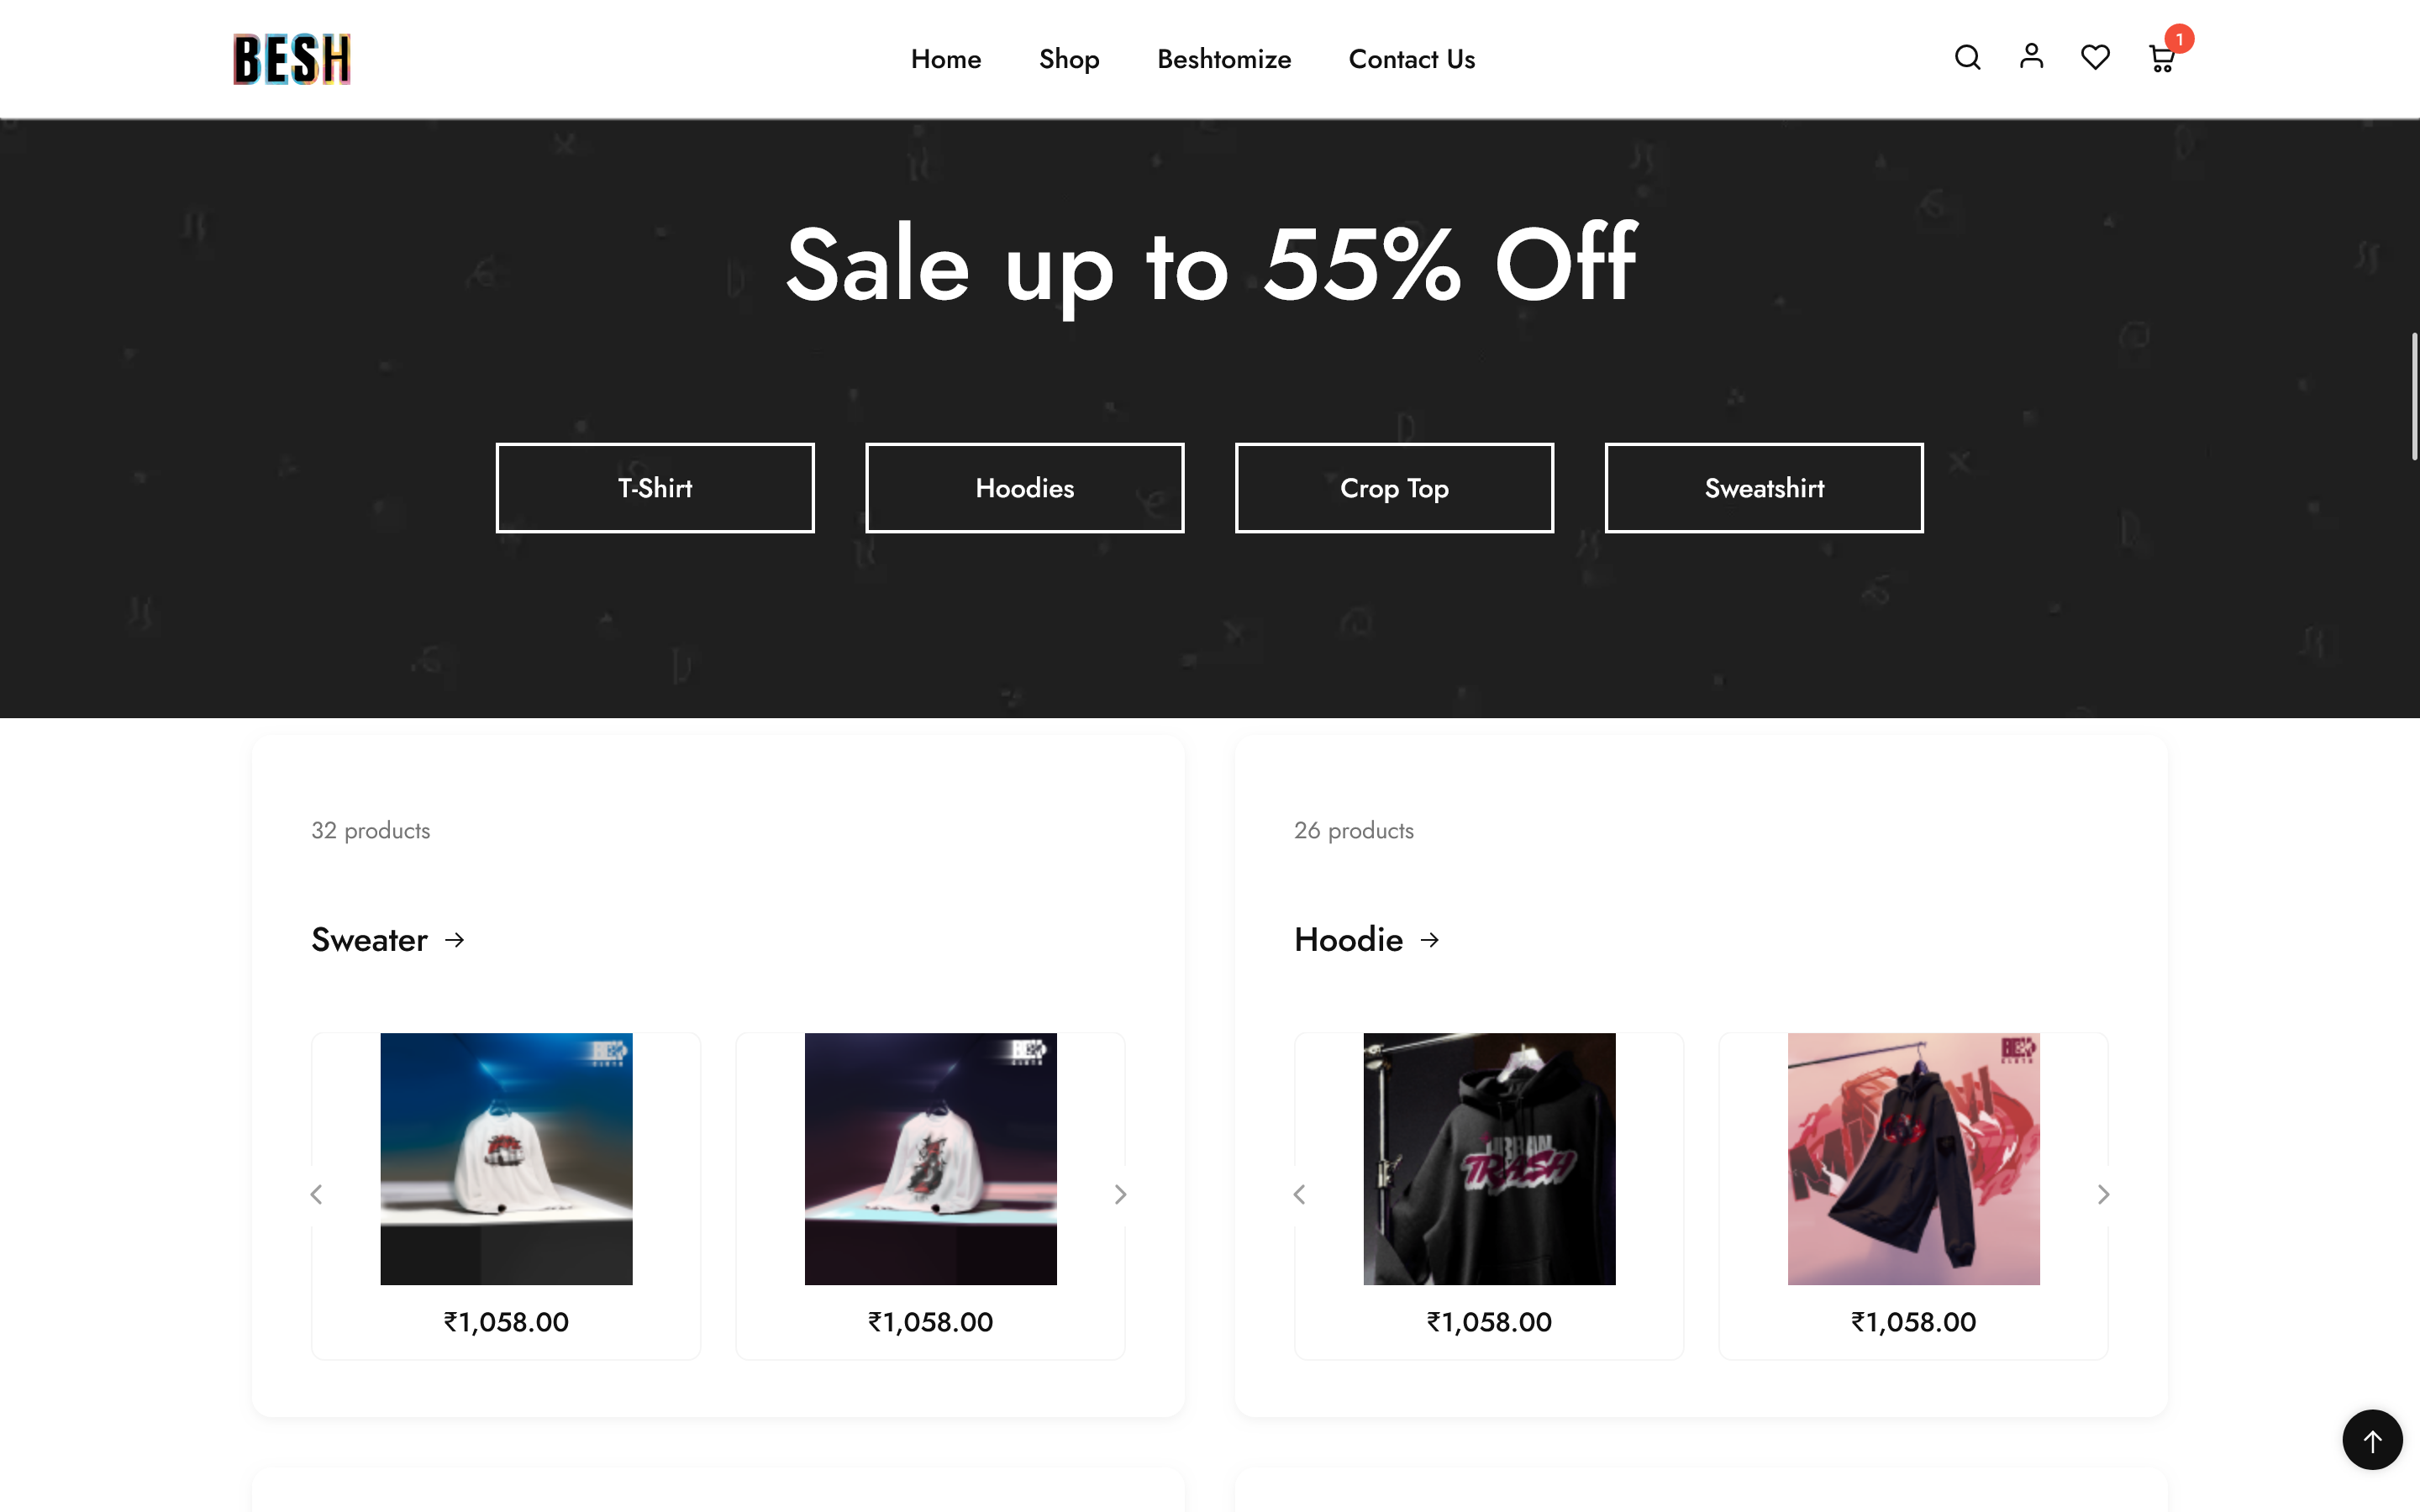 BESH
Home Shop Beshtomize Contact Us
1
Sale up to 55% Off
T-Shirt Hoodies Crop Top Sweatshirt
32 products
Sweater →
₹1,058.00 ₹1,058.00
26 products
Hoodie →
URBAN
TRASH
₹1,058.00 ₹1,058.00